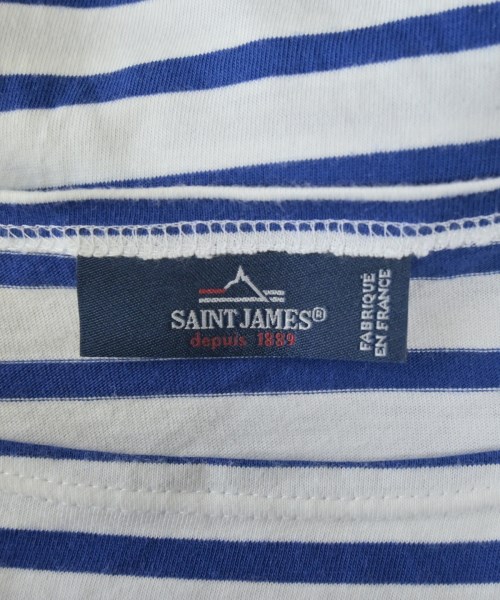 SAINT JAMES®
depuis 1889
FABRIQUÉ
EN FRANCE